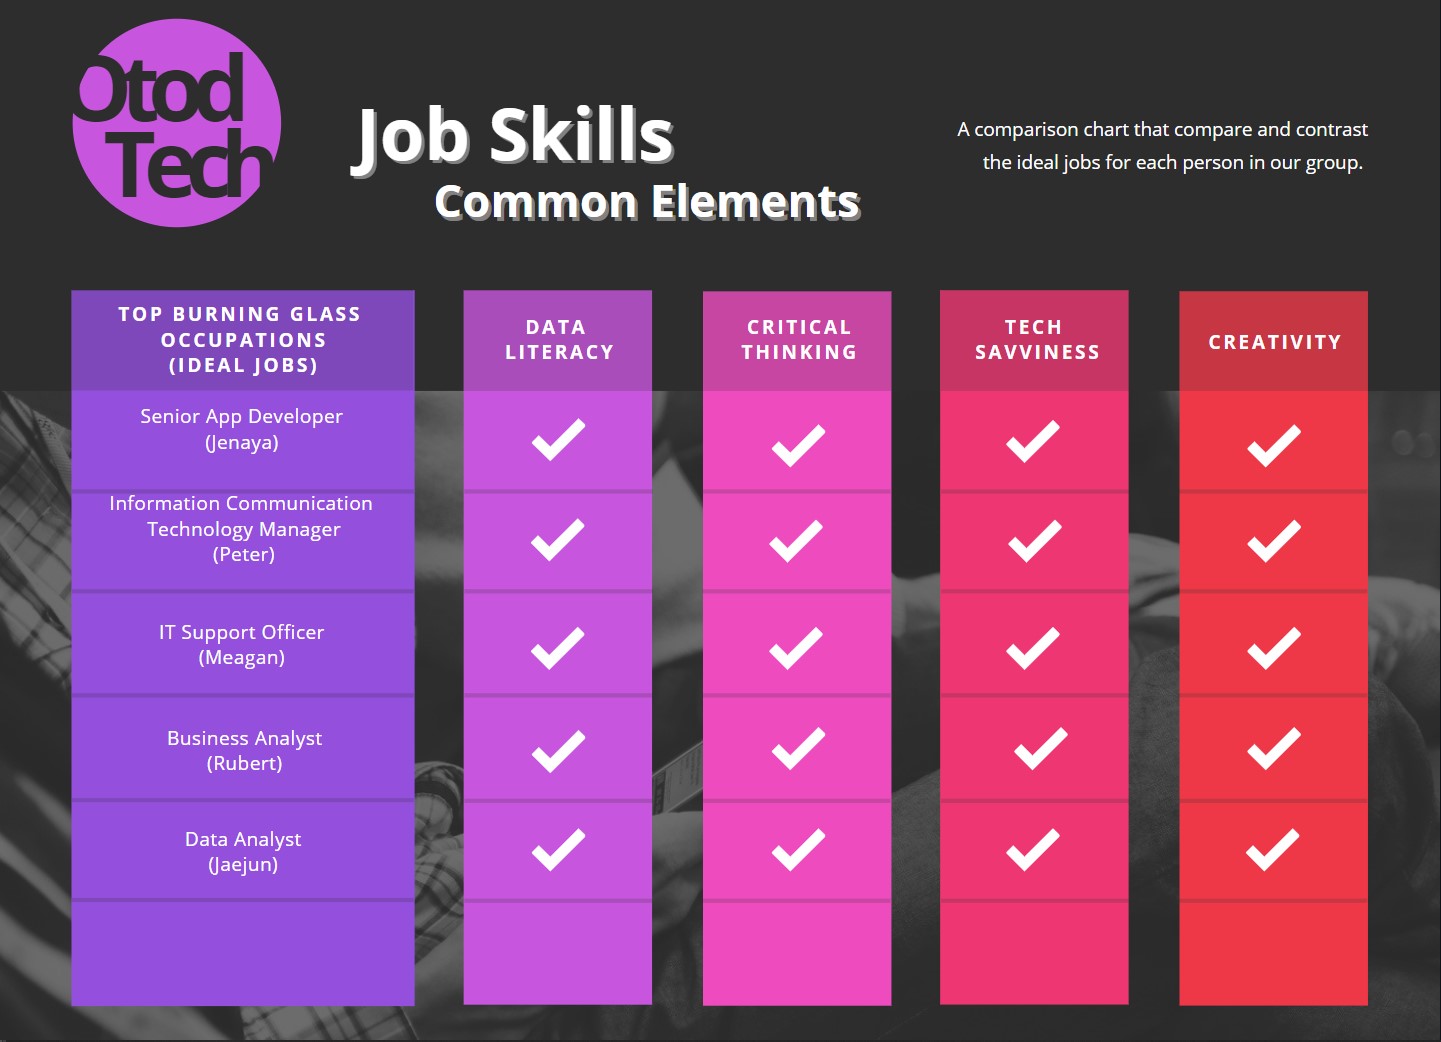 Otod
Tech
Job Skills
Common Elements
A comparison chart that compare and contrast
the ideal jobs for each person in our group.
TOP BURNING GLASS
OCCUPATIONS
(IDEAL JOBS)
DATA
LITERACY
CRITICAL
THINKING
TECH
SAVVINESS
CREATIVITY
Senior App Developer
(Jenaya)
Information Communication
Technology Manager
(Peter)
IT Support Officer
(Meagan)
Business Analyst
(Rubert)
Data Analyst
(Jaejun)